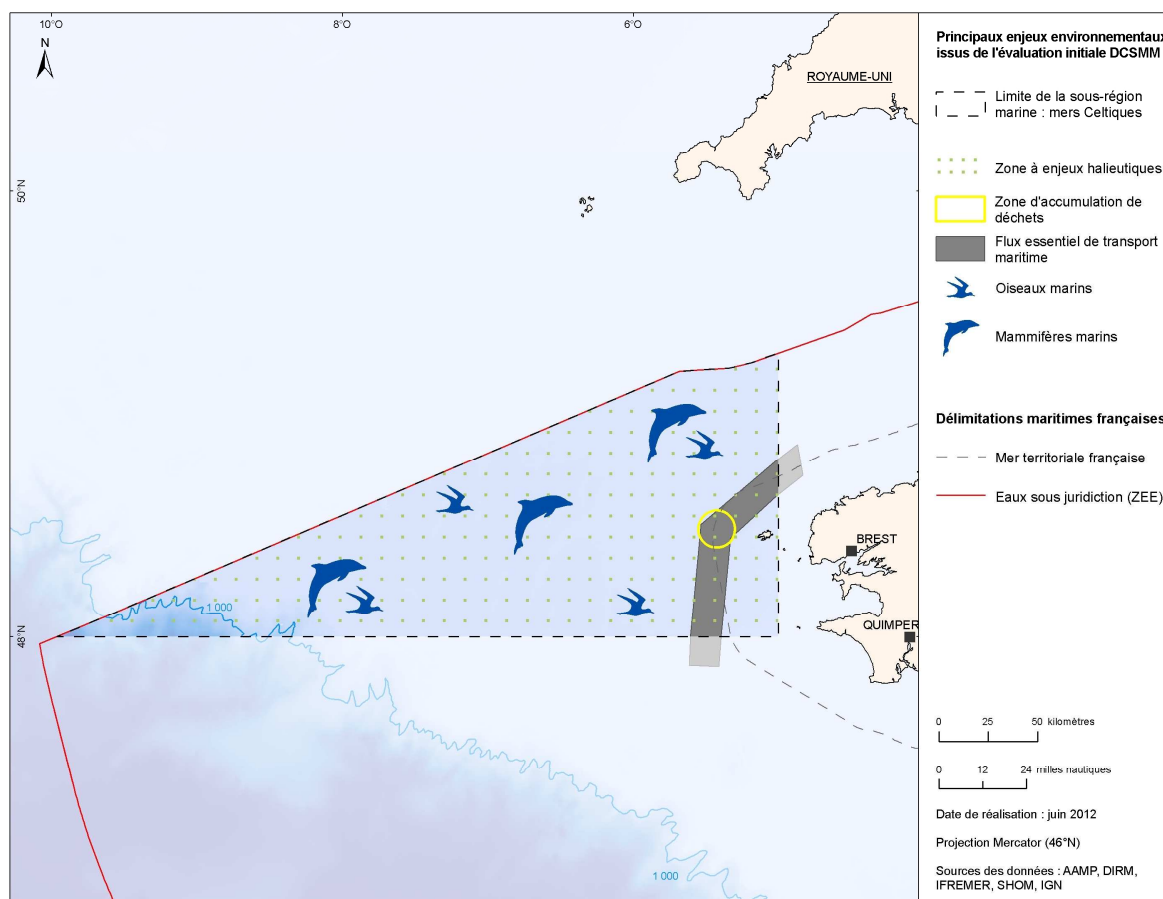 10°O
8°O
6°O
N
50°N
48°N
ROYAUME-UNI
BREST
QUIMPER
1 000
1 000
Principaux enjeux environnementaux
issus de l'évaluation initiale DCSMM
Limite de la sous-région
marine : mers Celtiques
Zone à enjeux halieutiques
Zone d'accumulation de
déchets
Flux essentiel de transport
maritime
Oiseaux marins
Mammifères marins
Délimitations maritimes françaises
Mer territoriale française
Eaux sous juridiction (ZEE)
0 25 50 kilomètres
0 12 24 milles nautiques
Date de réalisation : juin 2012
Projection Mercator (46°N)
Sources des données : AAMP, DIRM,
IFREMER, SHOM, IGN